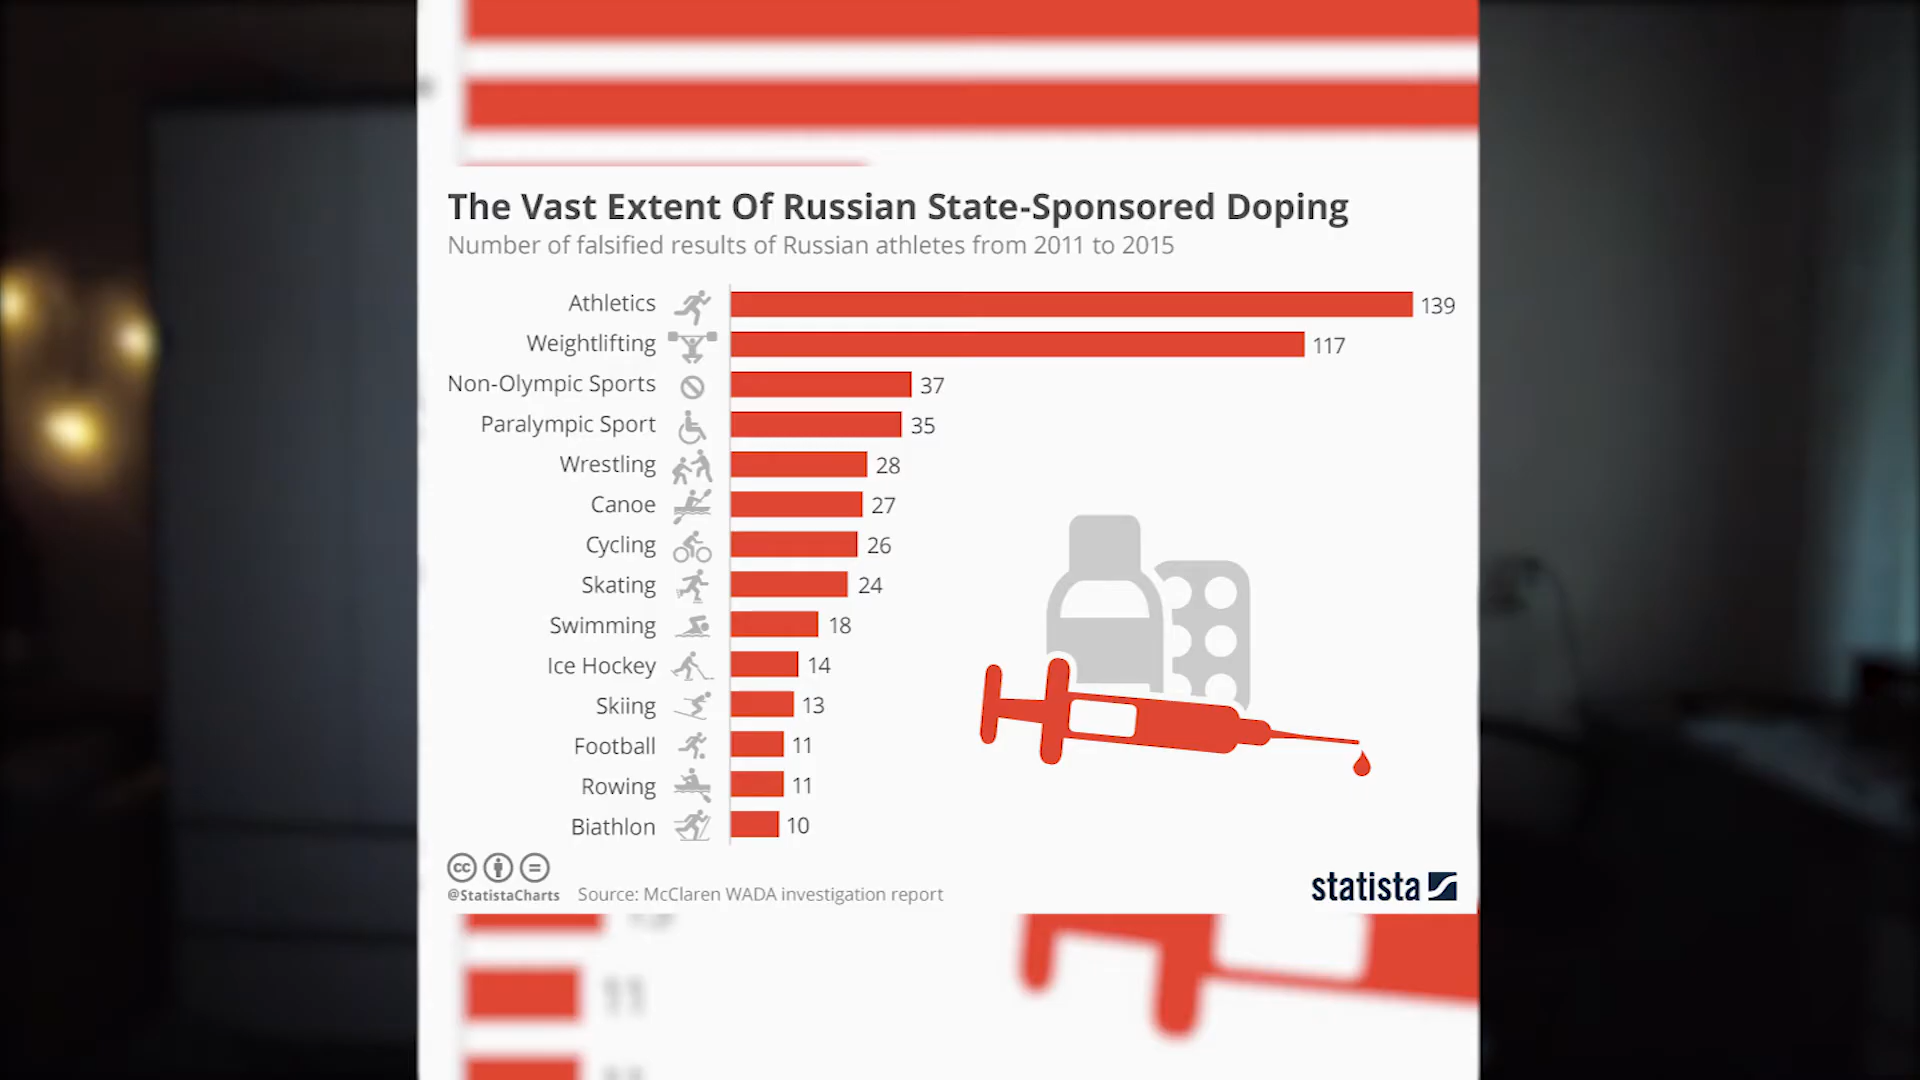 The Vast Extent Of Russian State-Sponsored Doping
Number of falsified results of Russian athletes from 2011 to 2015
Athletics 139
Weightlifting 117
Non-Olympic Sports 37
Paralympic Sport 35
Wrestling 28
Canoe 27
Cycling 26
Skating 24
Swimming 18
Ice Hockey 14
Skiing 13
Football 11
Rowing 11
Biathlon 10
cc
@StatistaCharts Source: McClaren WADA investigation report
statista
11